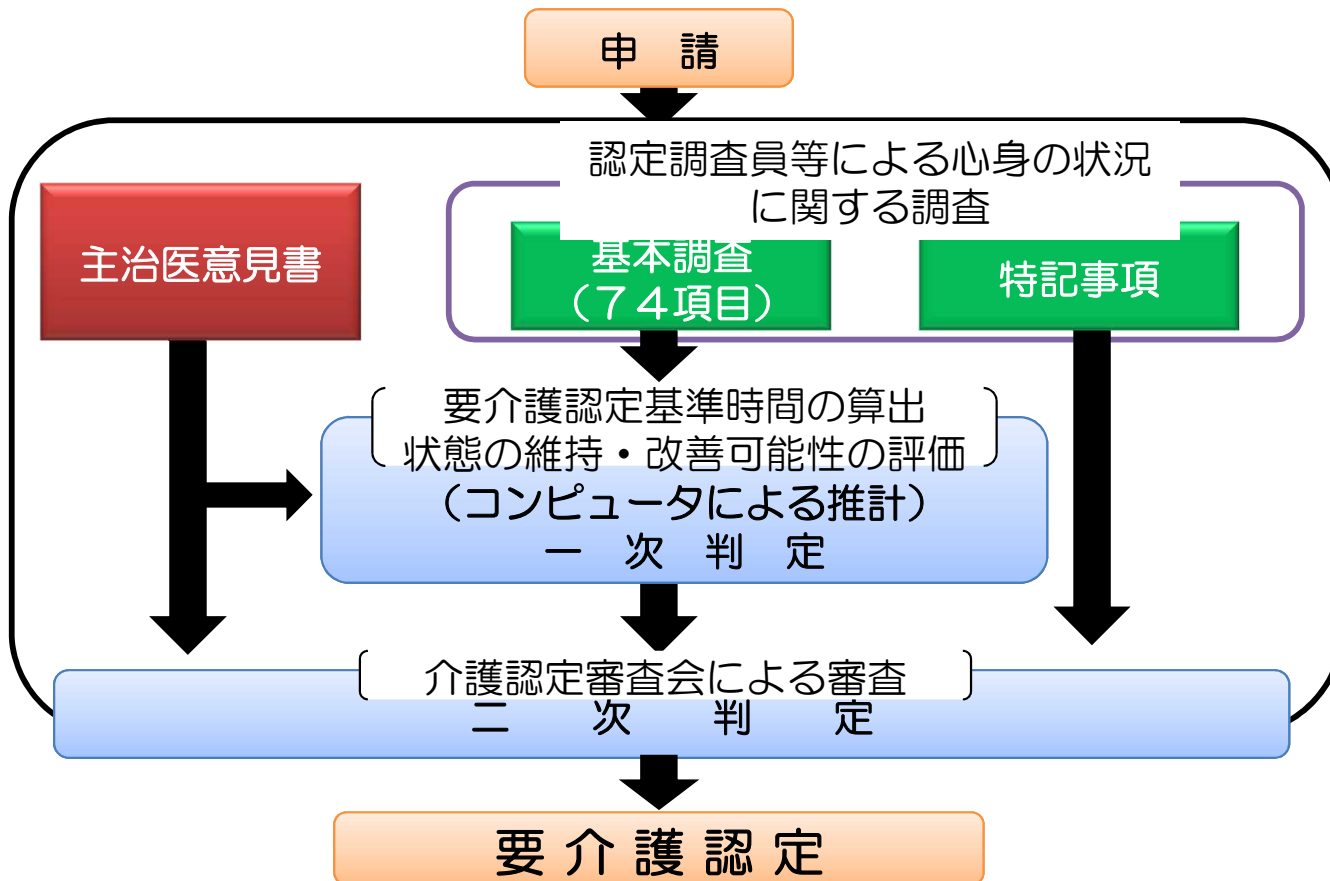 申 請
認定調査員等による心身の状況
に関する調査
主治医意見書
基本調査
（７４項目）
特記事項
要介護認定基準時間の算出
状態の維持・改善可能性の評価
（コンピュータによる推計）
一 次 判 定
介護認定審査会による審査
二 次 判 定
要 介 護 認 定